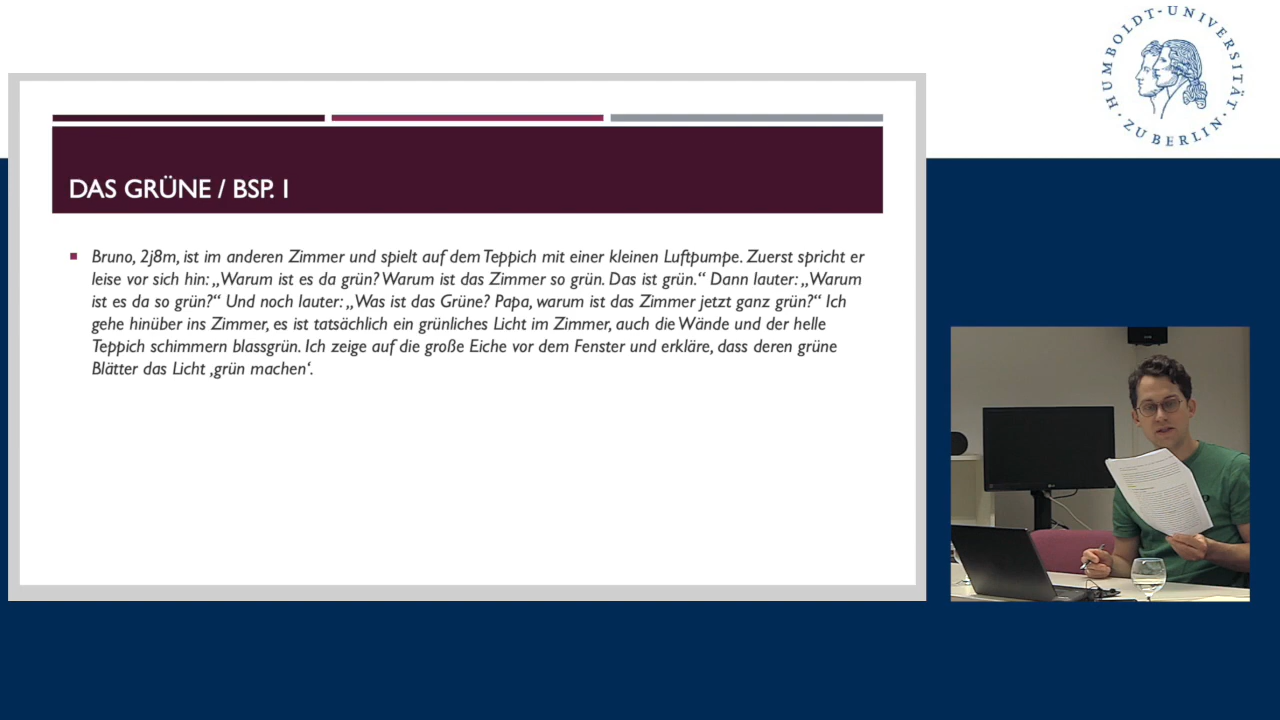 HUMBOLDT-UNIVERSITÄT
· ZU BERLIN ·
DAS GRÜNE / BSP. I
Bruno, 2j8m, ist im anderen Zimmer und spielt auf dem Teppich mit einer kleinen Luftpumpe. Zuerst spricht er
leise vor sich hin: „Warum ist es da grün? Warum ist das Zimmer so grün. Das ist grün.“ Dann lauter: „Warum
ist es da so grün?“ Und noch lauter: „Was ist das Grüne? Papa, warum ist das Zimmer jetzt ganz grün?“ Ich
gehe hinüber ins Zimmer, es ist tatsächlich ein grünliches Licht im Zimmer, auch die Wände und der helle
Teppich schimmern blassgrün. Ich zeige auf die große Eiche vor dem Fenster und erkläre, dass deren grüne
Blätter das Licht ‚grün machen‘.